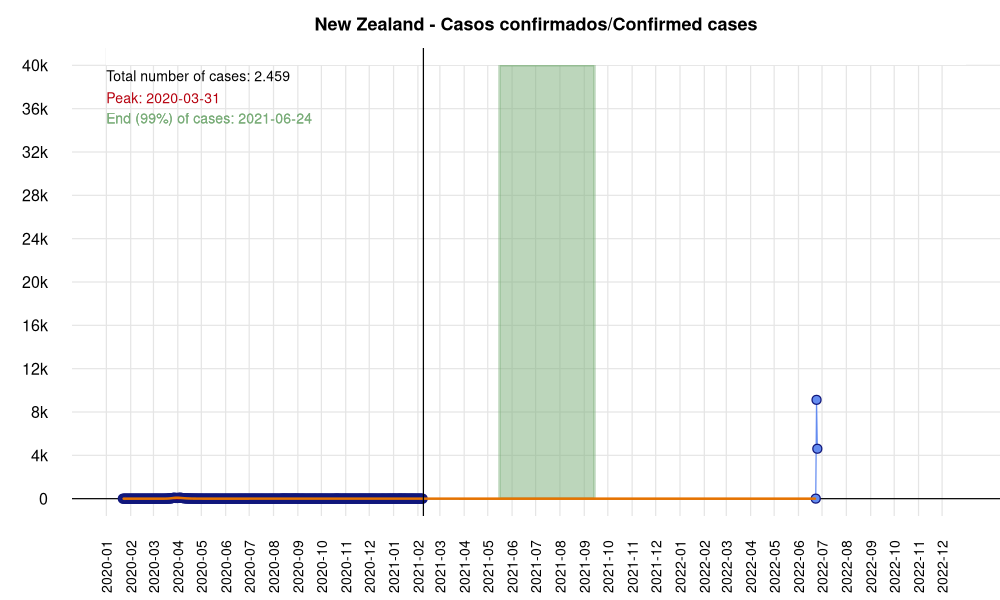 New Zealand - Casos confirmados/Confirmed cases
Total number of cases: 2.459
Peak: 2020-03-31
End (99%) of cases: 2021-06-24
40k
36k
32k
28k
24k
20k
16k
12k
8k
4k
0
2020-01
2020-02
2020-03
2020-04
2020-05
2020-06
2020-07
2020-08
2020-09
2020-10
2020-11
2020-12
2021-01
2021-02
2021-03
2021-04
2021-05
2021-06
2021-07
2021-08
2021-09
2021-10
2021-11
2021-12
2022-01
2022-02
2022-03
2022-04
2022-05
2022-06
2022-07
2022-08
2022-09
2022-10
2022-11
2022-12